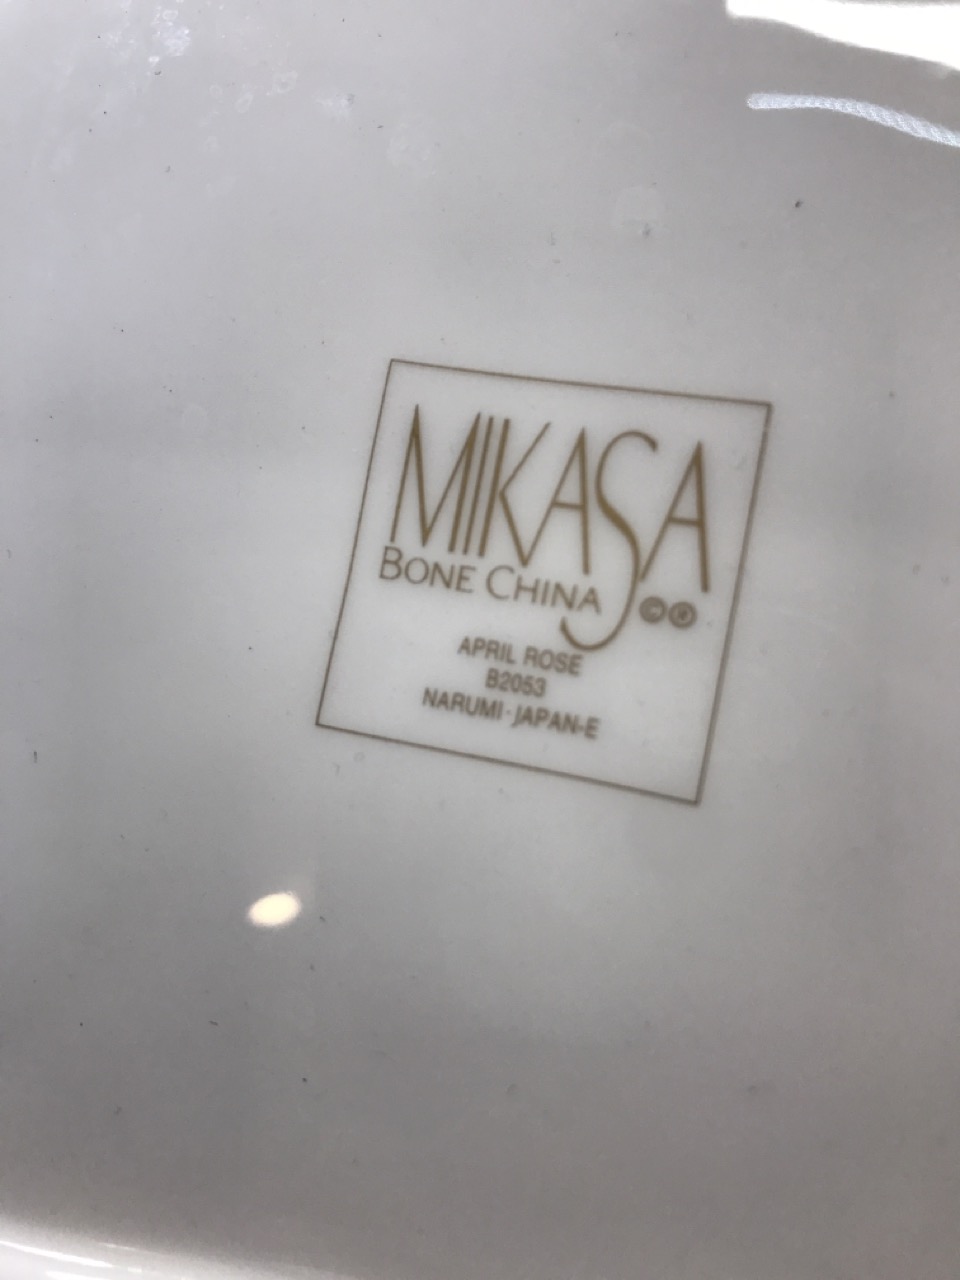 MIKASA
BONE CHINA ©®
APRIL ROSE
B2053
NARUMI·JAPAN-E